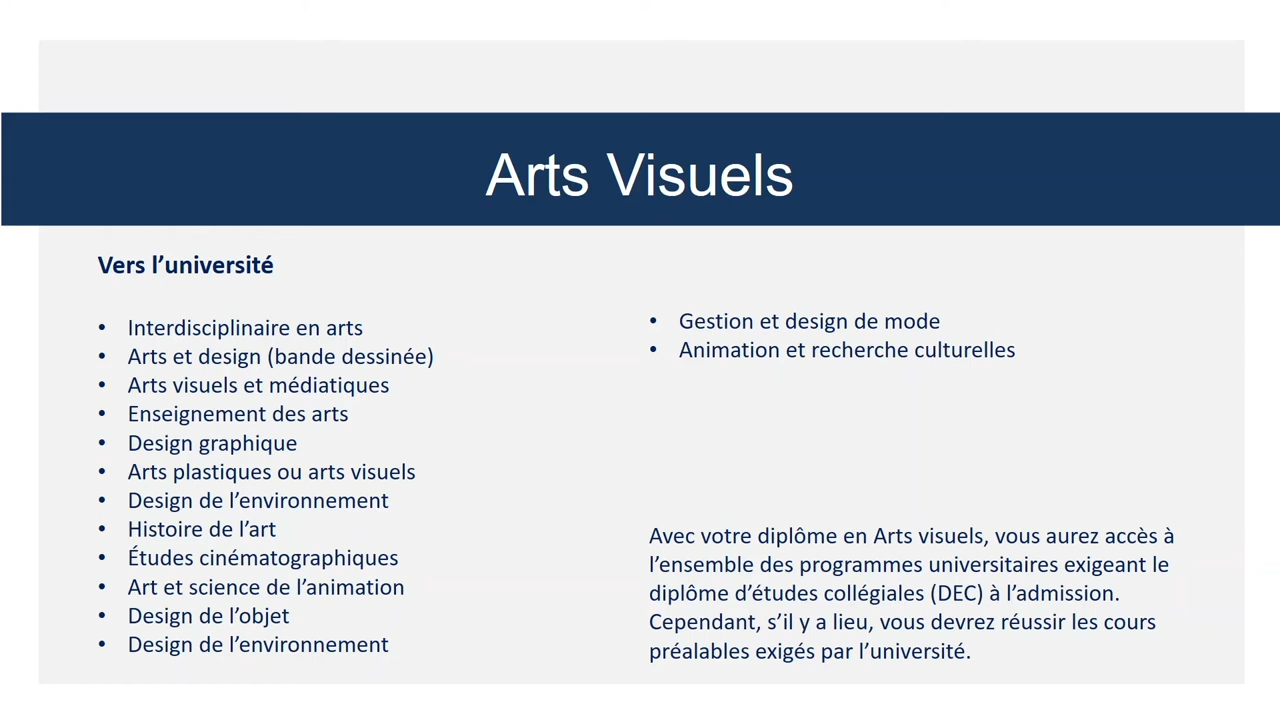 Arts Visuels
Vers l’université
• Interdisciplinaire en arts
• Arts et design (bande dessinée)
• Arts visuels et médiatiques
• Enseignement des arts
• Design graphique
• Arts plastiques ou arts visuels
• Design de l’environnement
• Histoire de l’art
• Études cinématographiques
• Art et science de l’animation
• Design de l’objet
• Design de l’environnement
• Gestion et design de mode
• Animation et recherche culturelles
Avec votre diplôme en Arts visuels, vous aurez accès à
l’ensemble des programmes universitaires exigeant le
diplôme d’études collégiales (DEC) à l’admission.
Cependant, s’il y a lieu, vous devrez réussir les cours
préalables exigés par l’université.